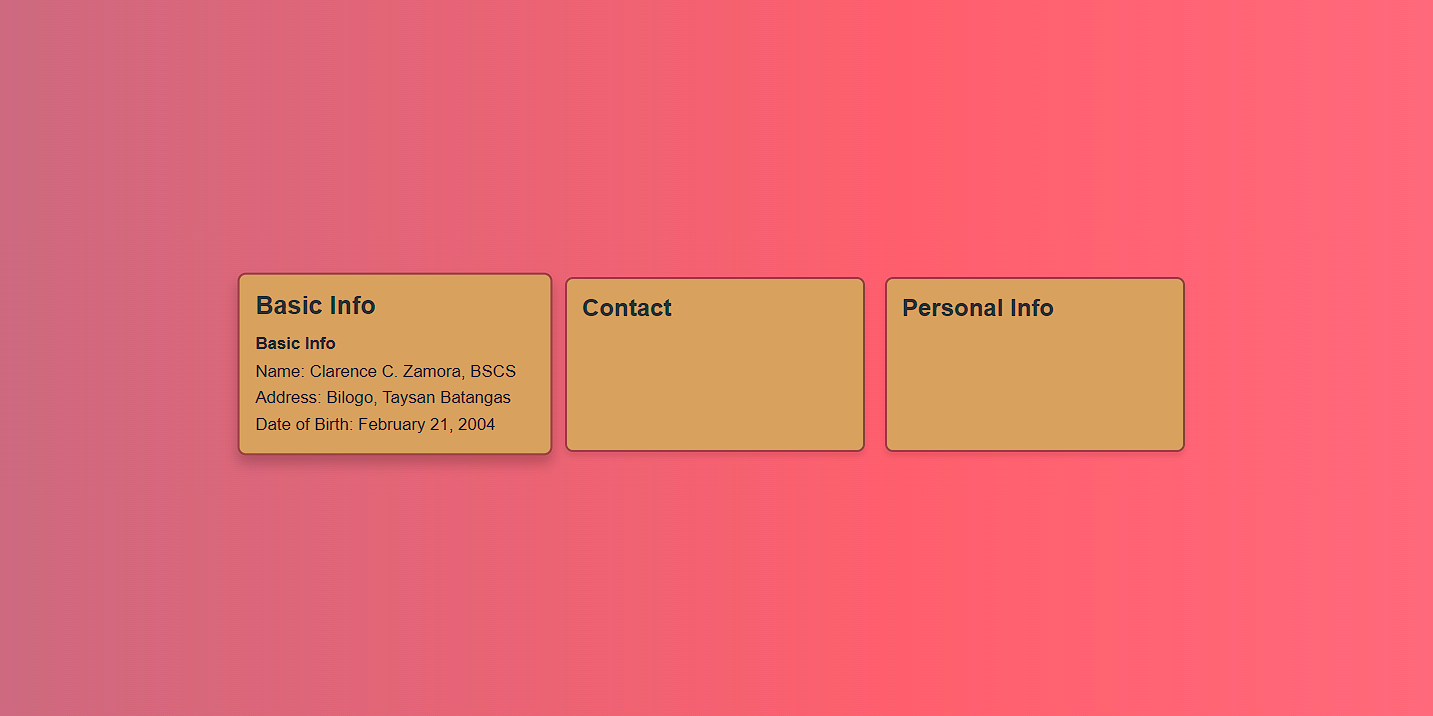 Basic Info
Basic Info
Name: Clarence C. Zamora, BSCS
Address: Bilogo, Taysan Batangas
Date of Birth: February 21, 2004
Contact
Personal Info